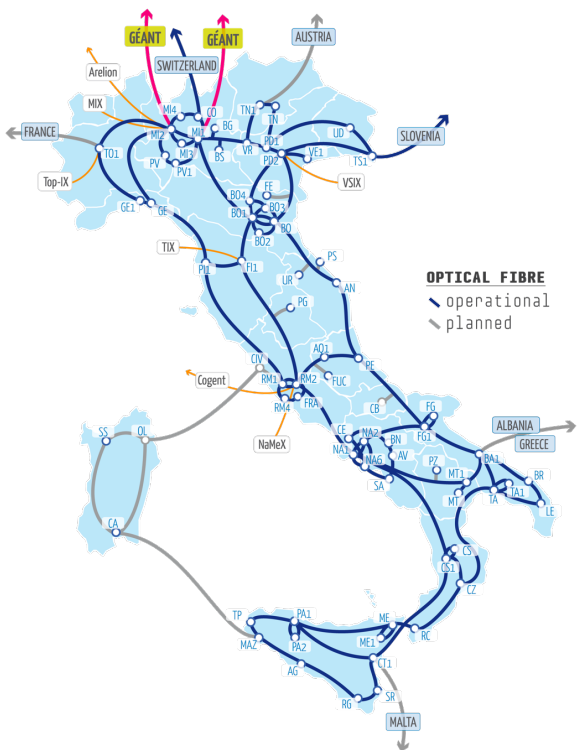 GÉANT
GÉANT
AUSTRIA
SWITZERLAND
Arelion
MIX
FRANCE
Top-IX
SLOVENIA
VSIX
MI4
CO
MI2
MI1
BG
MI3
BS
PV
PV1
TO1
TN1
TN
VR
PD1
PD2
UD
VE1
TS1
GE1
GE
FE
BO4
BO3
BO1
BO
BO2
TIX
PI1
FI1
PS
UR
AN
PG
OPTICAL FIBRE
operational
planned
CIV
AQ1
PE
Cogent
RM1
RM2
FUC
RM4
FRA
NaMeX
CB
FG
FG1
ALBANIA
GREECE
SS
OL
CE
NA2
BN
NA1
NA6
AV
SA
PZ
MT1
BA1
MT
TA
TA1
BR
LE
CA
CS
CS1
CZ
TP
PA1
ME
RC
MAZ
PA2
ME1
CT1
AG
RG
SR
MALTA